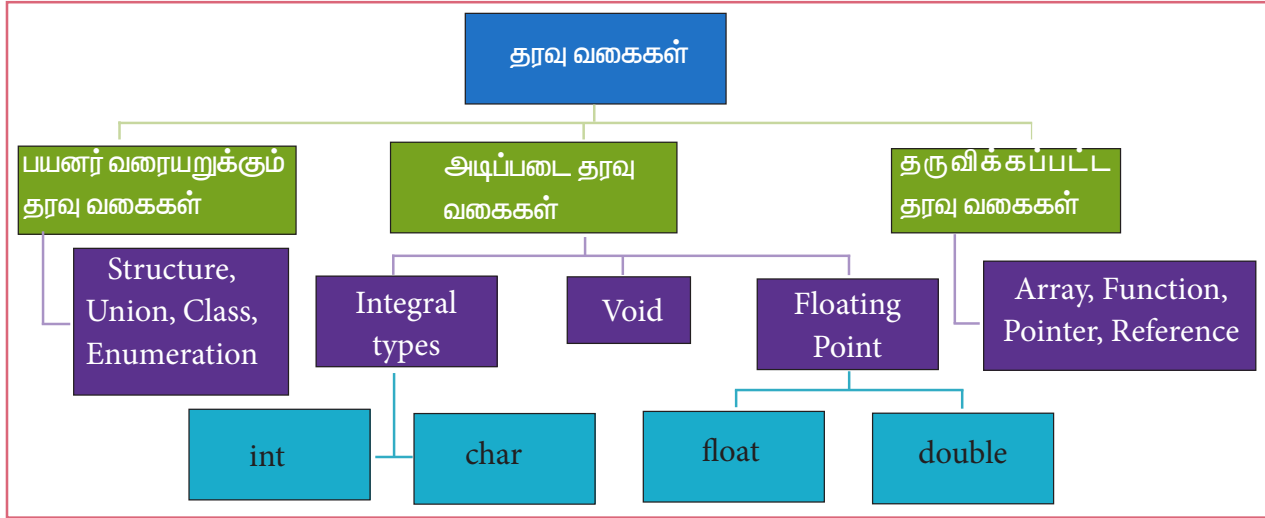 தரவு வகைகள்
பயனர் வரையறுக்கும்
தரவு வகைகள்
அடிப்படை தரவு
வகைகள்
தருவிக்கப்பட்ட
தரவு வகைகள்
Structure,
Union, Class,
Enumeration
Integral
types
Void
Floating
Point
Array, Function,
Pointer, Reference
int
char
float
double